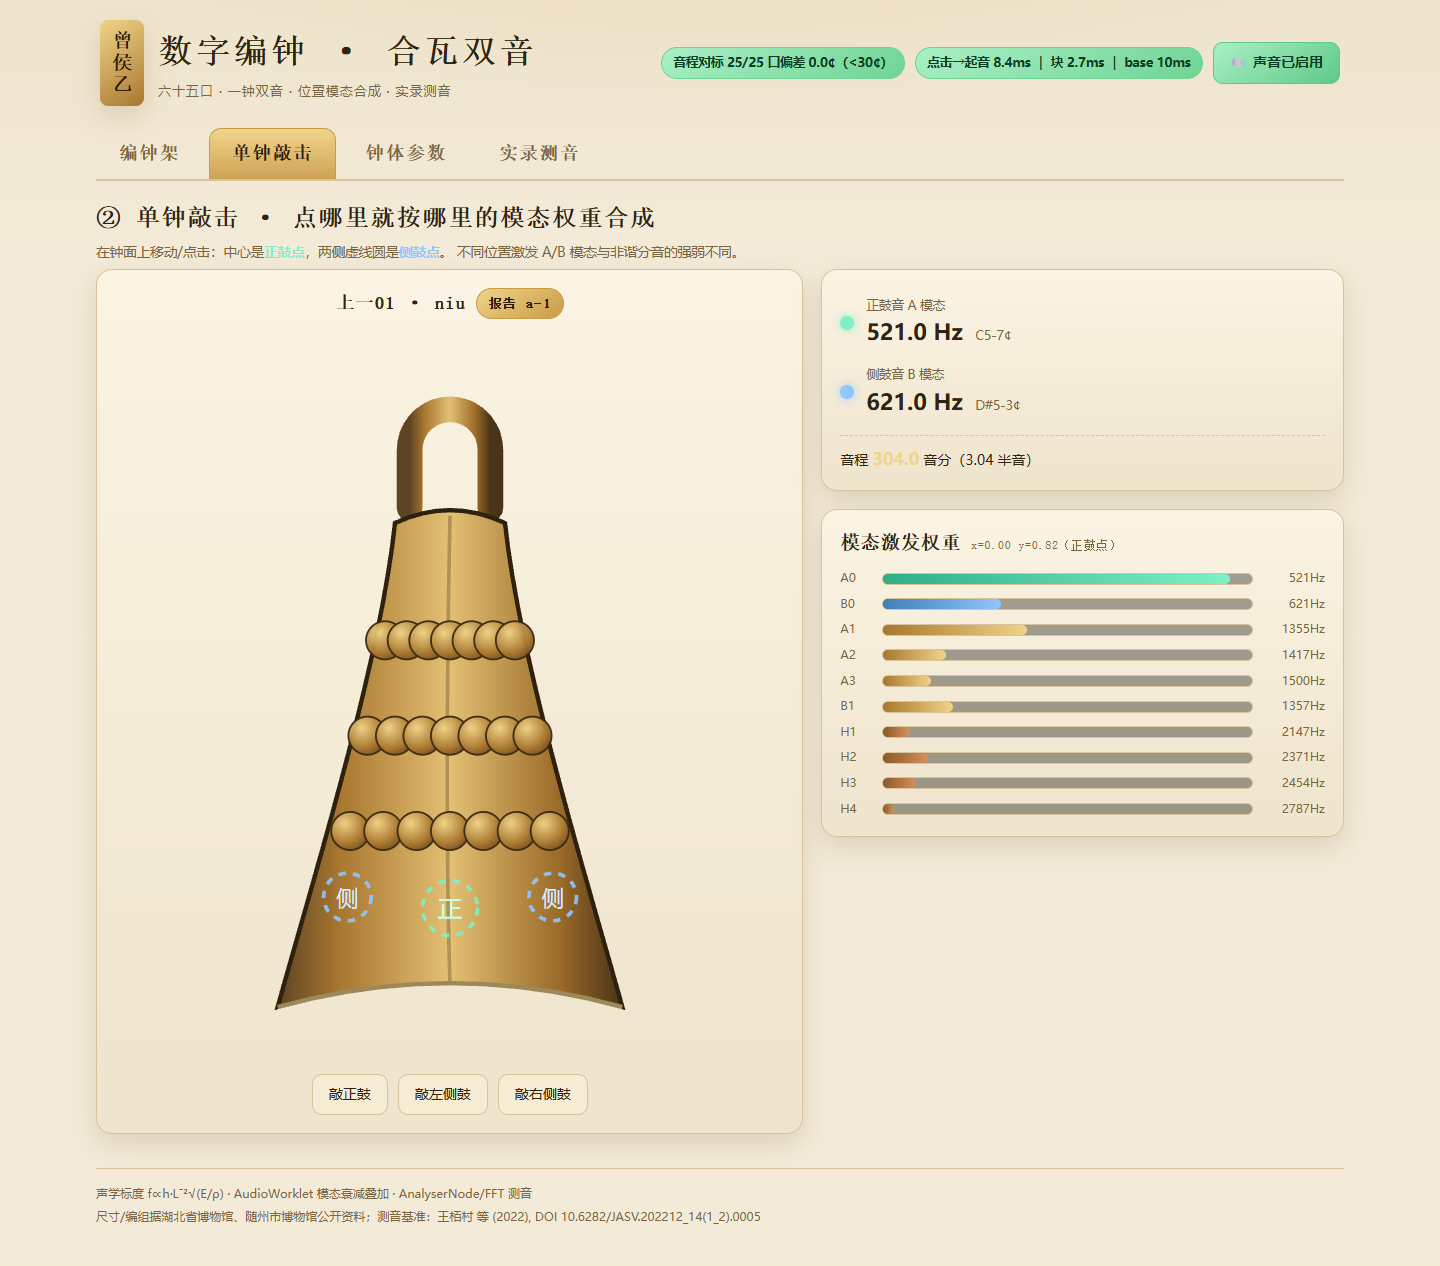 曾侯乙
数字编钟 • 合瓦双音
六十五口 · 一钟双音 · 位置模态合成 · 实录测音
音程对标 25/25 口偏差 0.0¢（<30¢）
点击→起音 8.4ms ｜ 块 2.7ms ｜ base 10ms
声音已启用
编钟架
单钟敲击
钟体参数
实录测音
② 单钟敲击 • 点哪里就按哪里的模态权重合成
在钟面上移动/点击：中心是正鼓点，两侧虚线圆是侧鼓点。 不同位置激发 A/B 模态与非谐分音的强弱不同。
上一01 • niu
报告 a-1
侧
正
侧
敲正鼓
敲左侧鼓
敲右侧鼓
正鼓音 A 模态
521.0 Hz C5-7¢
侧鼓音 B 模态
621.0 Hz D#5-3¢
音程 304.0 音分（3.04 半音）
模态激发权重 x=0.00 y=0.82（正鼓点）
A0 521Hz
B0 621Hz
A1 1355Hz
A2 1417Hz
A3 1500Hz
B1 1357Hz
H1 2147Hz
H2 2371Hz
H3 2454Hz
H4 2787Hz
声学标度 f∝h·L⁻²√(E/ρ) · AudioWorklet 模态衰减叠加 · AnalyserNode/FFT 测音
尺寸/编组据湖北省博物馆、随州市博物馆公开资料；测音基准：王栢村 等 (2022), DOI 10.6282/JASV.202212_14(1_2).0005